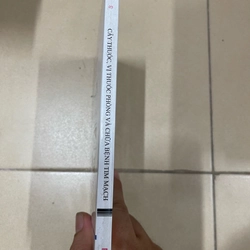 CÂY THUỐC, VỊ THUỐC PHÒNG VÀ CHỮA BỆNH TIM MẠCH